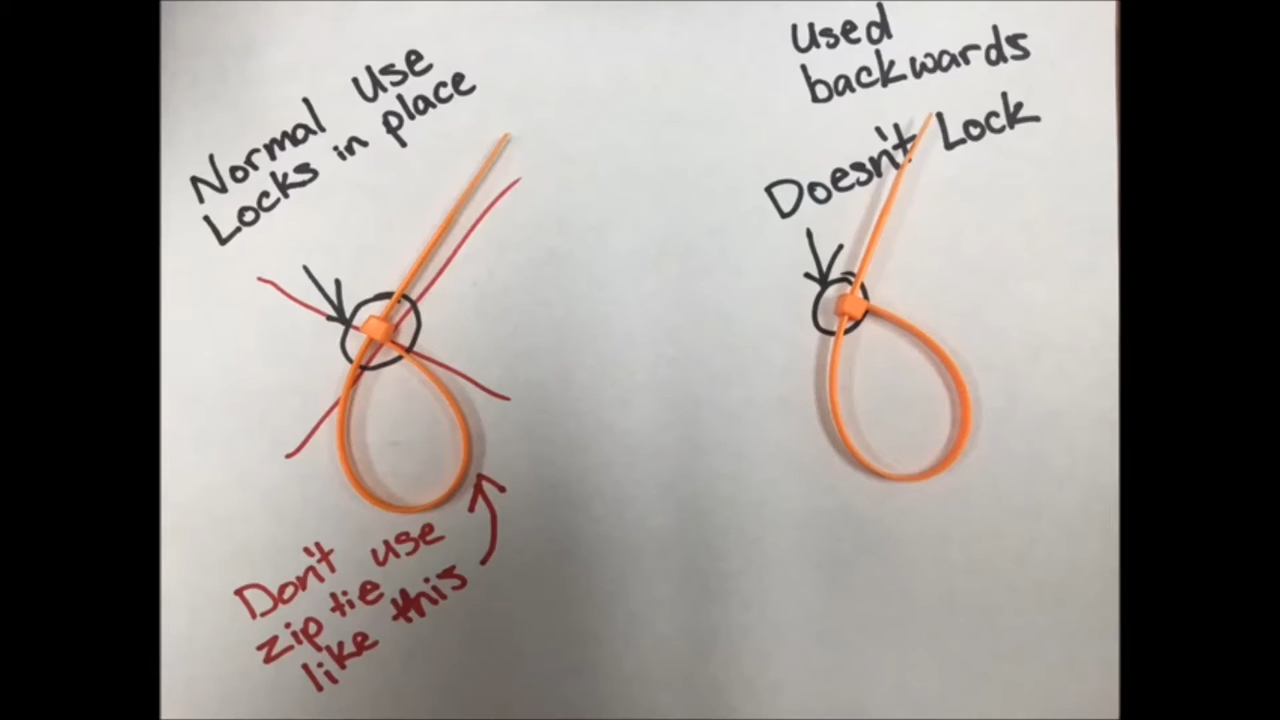 Normal Use
Locks in place
Don't use
zip tie
like this
used
backwards
Doesn't Lock